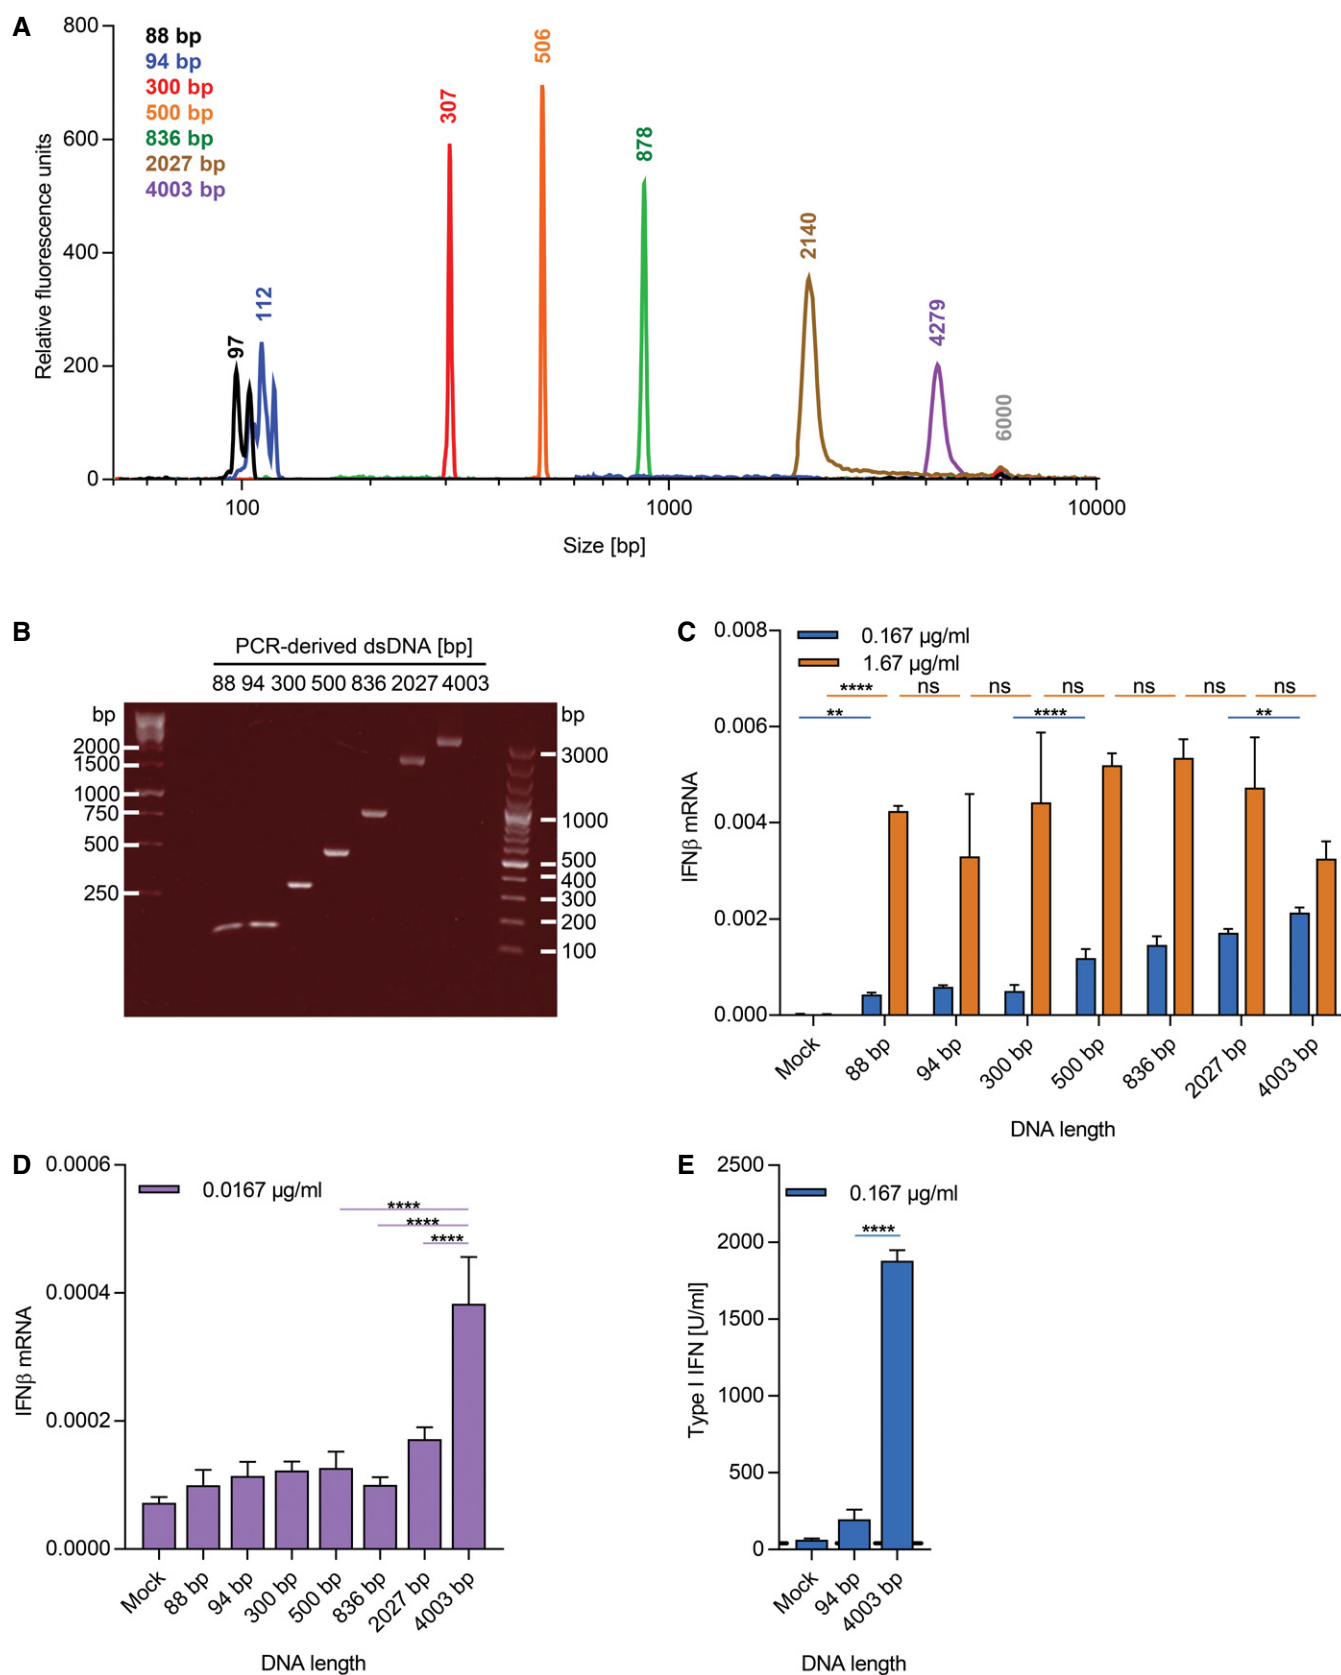 A
800
600
400
200
0
Relative fluorescence units
88 bp
94 bp
300 bp
500 bp
836 bp
2027 bp
4003 bp
97
112
307
506
878
2140
4279
6000
100
1000
10000
Size [bp]
B
PCR-derived dsDNA [bp]
88 94 300 500 836 2027 4003
bp
2000
1500
1000
750
500
250
bp
3000
1000
500
400
300
200
100
C
0.008
0.006
0.004
0.002
0.000
IFNβ mRNA
0.167 µg/ml
1.67 µg/ml
**** ns ns ns ns ns ns
** **** **
Mock
88 bp
94 bp
300 bp
500 bp
836 bp
2027 bp
4003 bp
DNA length
D
0.0006
0.0004
0.0002
0.0000
IFNβ mRNA
0.0167 µg/ml
****
****
****
Mock
88 bp
94 bp
300 bp
500 bp
836 bp
2027 bp
4003 bp
DNA length
E
2500
2000
1500
1000
500
0
Type I IFN [U/ml]
0.167 µg/ml
****
Mock
94 bp
4003 bp
DNA length